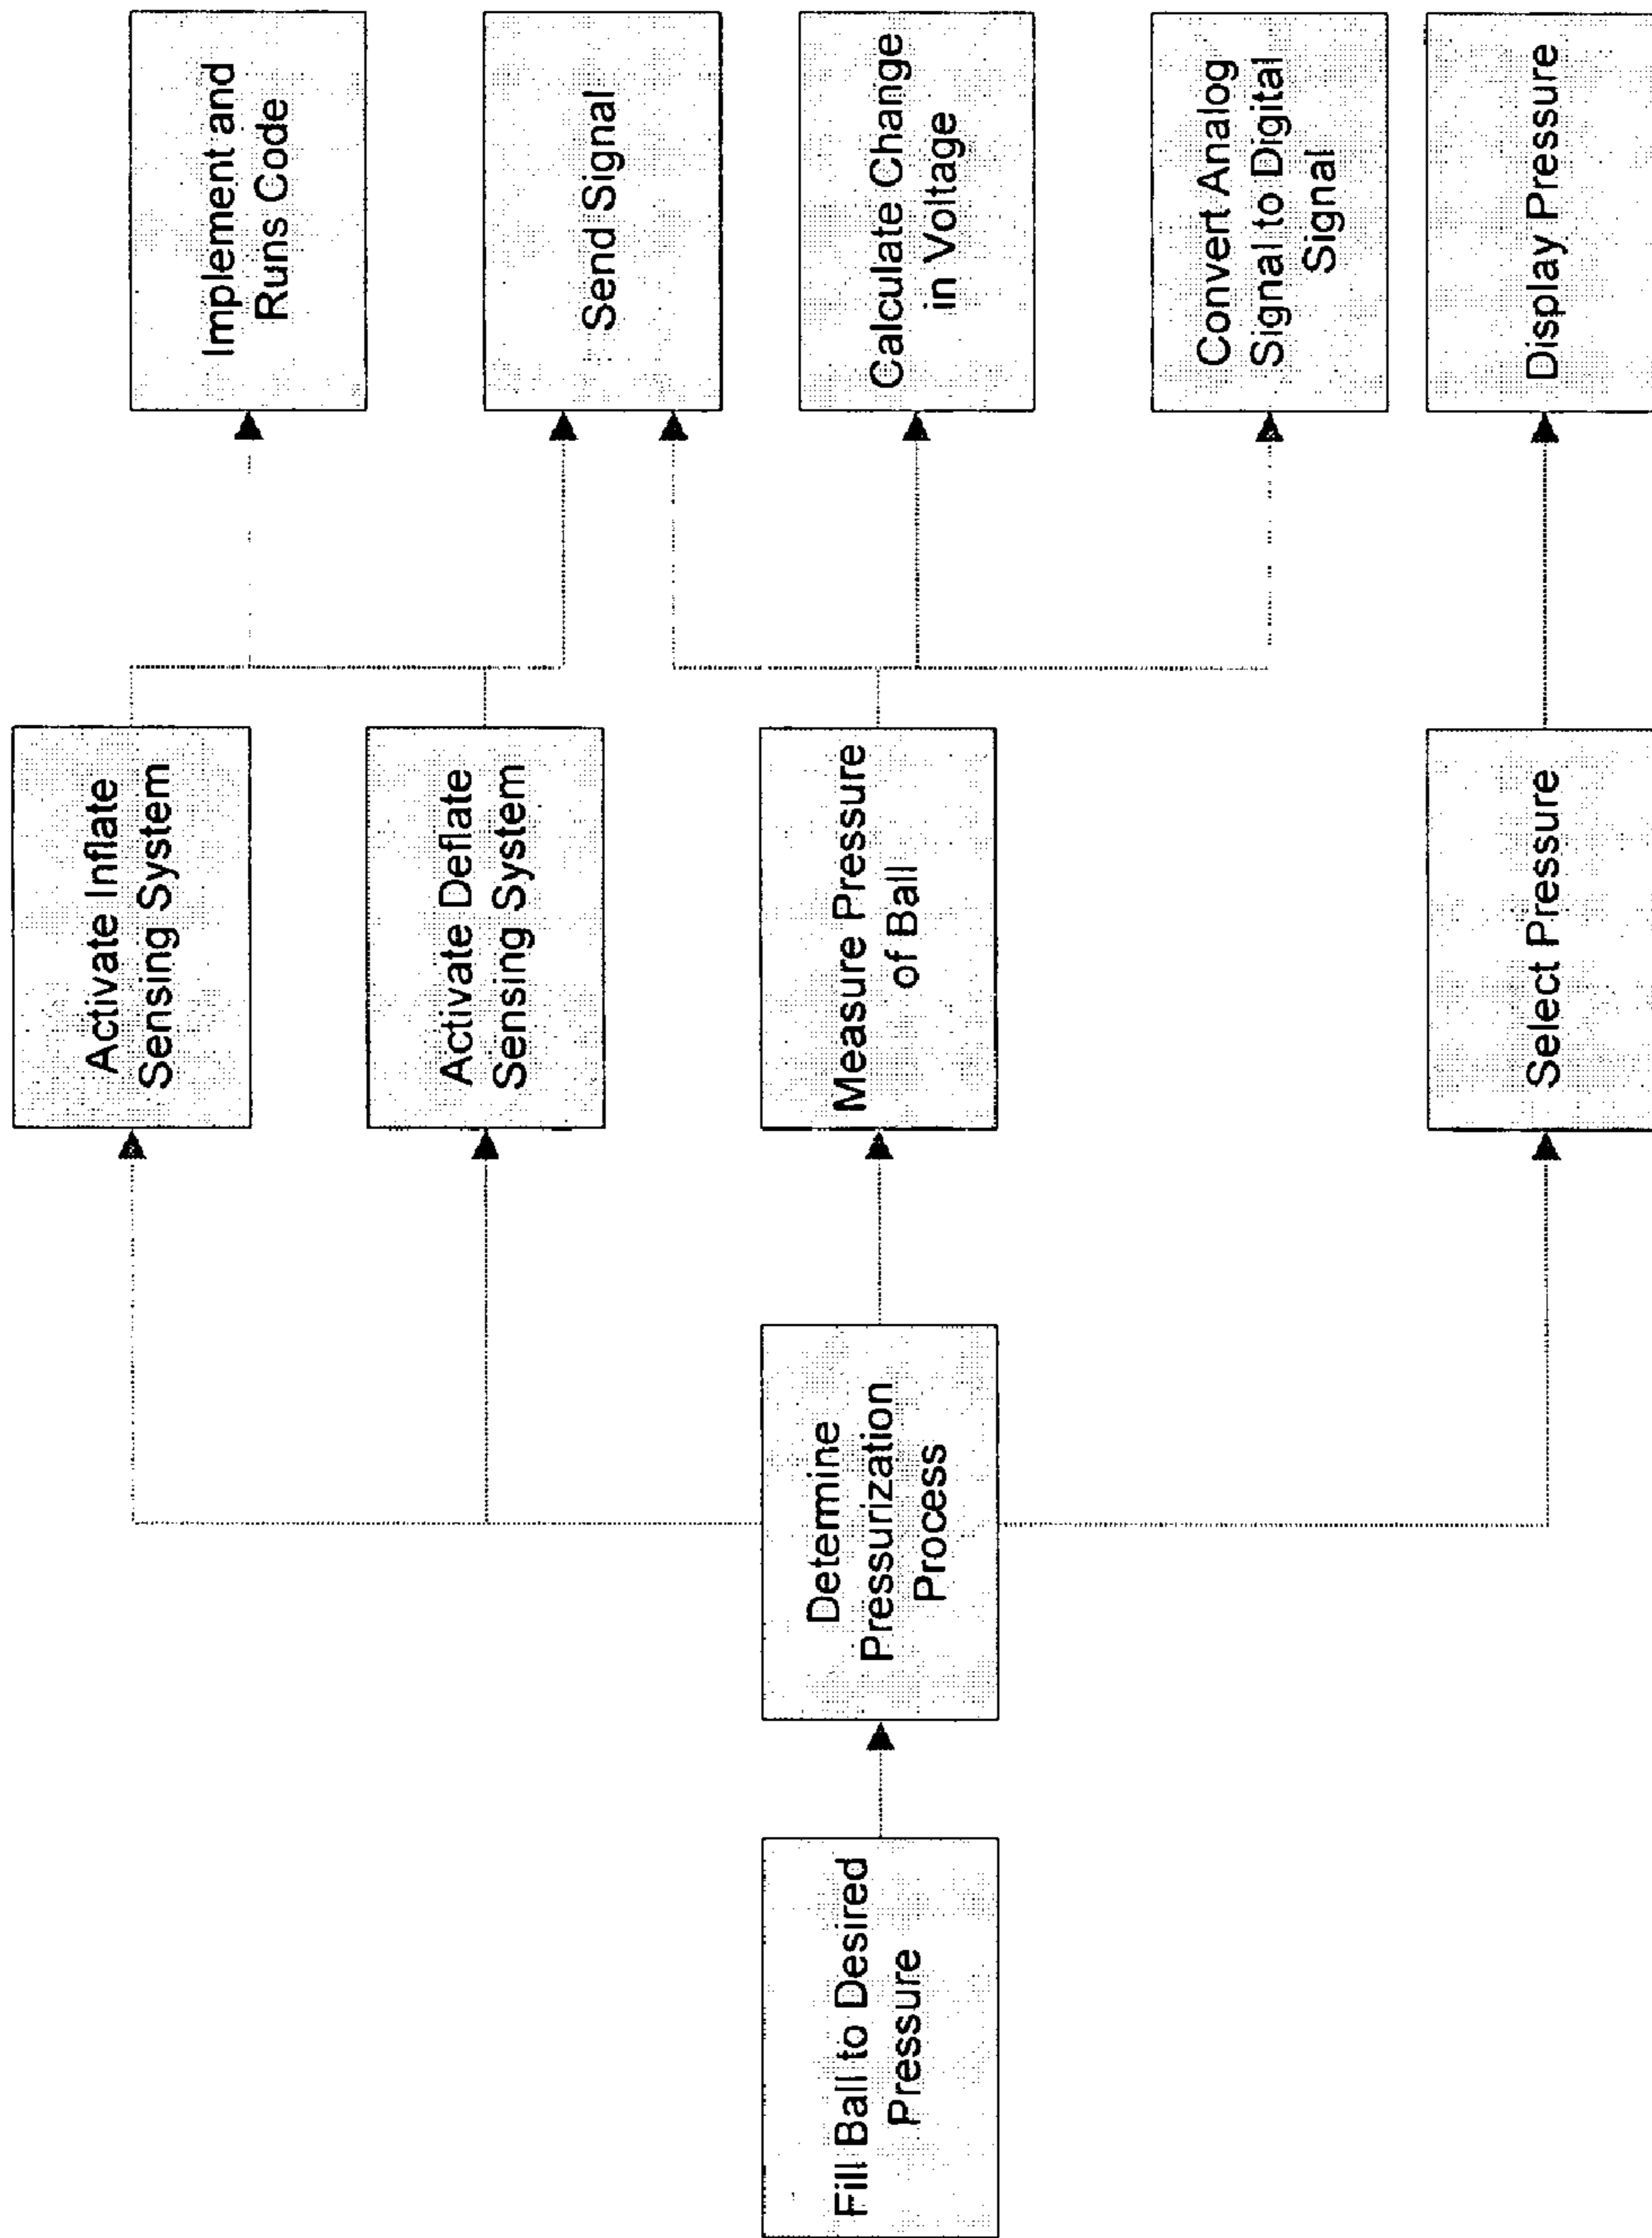 Fill Ball to Desired
Pressure
Determine
Pressurization
Process
Activate Inflate
Sensing System
Activate Deflate
Sensing System
Measure Pressure
of Ball
Select Pressure
Implement and
Runs Code
Send Signal
Calculate Change
in Voltage
Convert Analog
Signal to Digital
Signal
Display Pressure